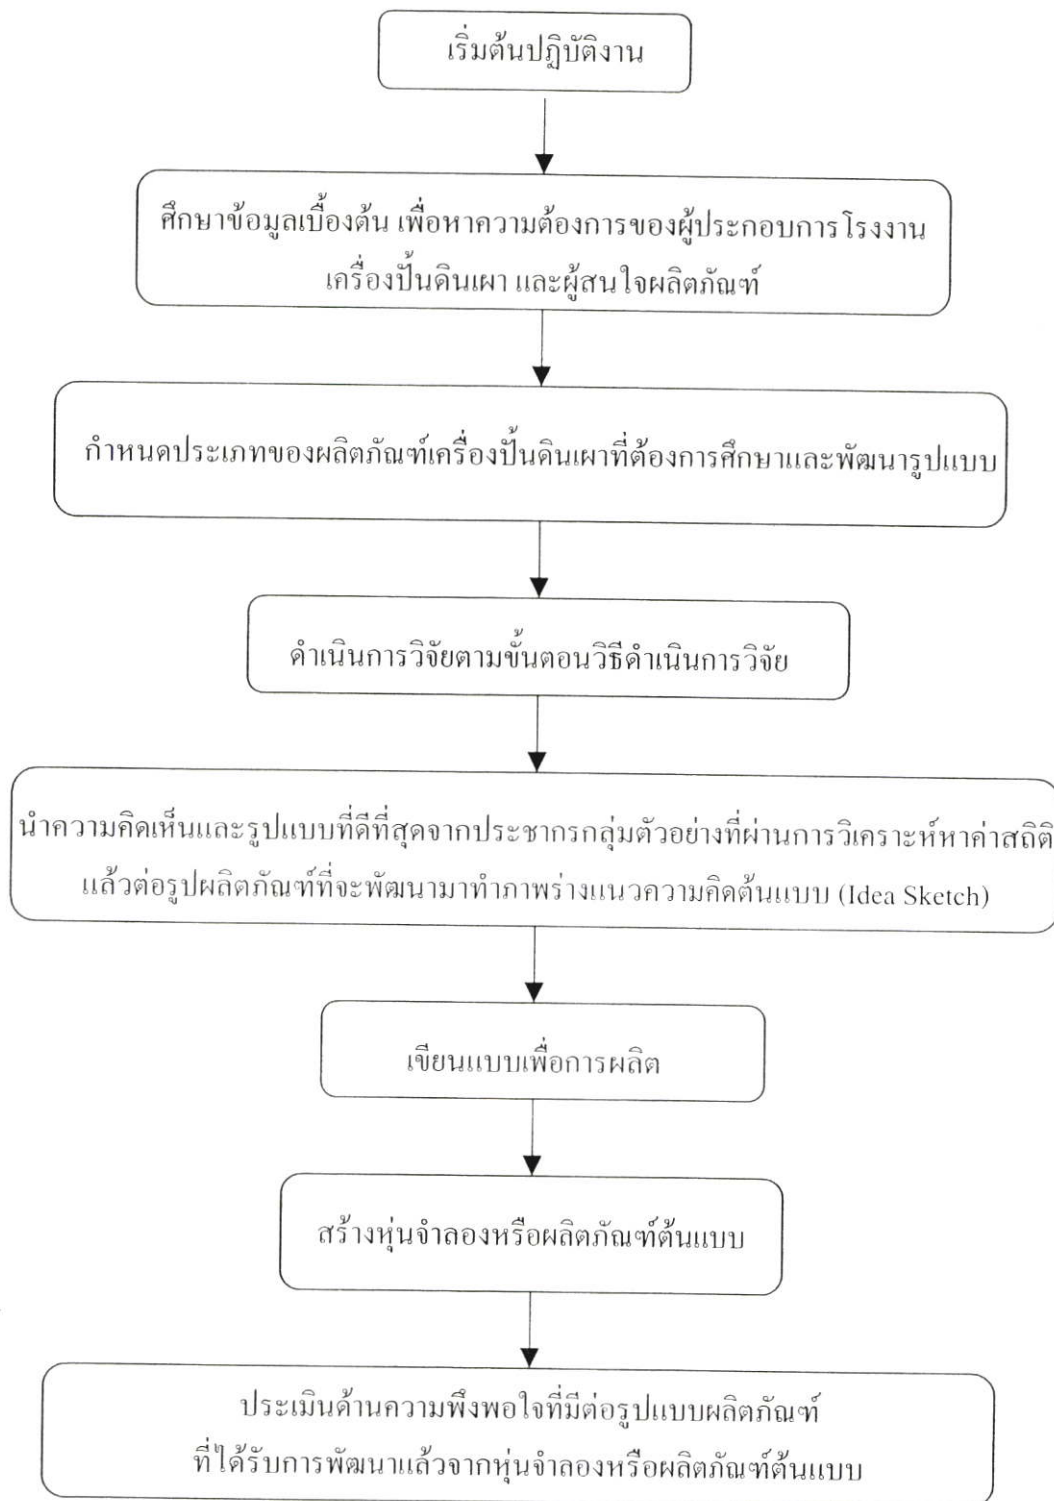 เริ่มต้นปฏิบัติงาน
ศึกษาข้อมูลเบื้องต้น เพื่อหาความต้องการของผู้ประกอบการโรงงาน
เครื่องปั้นดินเผา และผู้สนใจผลิตภัณฑ์
กำหนดประเภทของผลิตภัณฑ์เครื่องปั้นดินเผาที่ต้องการศึกษาและพัฒนารูปแบบ
ดำเนินการวิจัยตามขั้นตอนวิธีดำเนินการวิจัย
นำความคิดเห็นและรูปแบบที่ดีที่สุดจากประชากรกลุ่มตัวอย่างที่ผ่านการวิเคราะห์หาค่าสถิติ
แล้วต่อรูปผลิตภัณฑ์ที่จะพัฒนามาทำภาพร่างแนวความคิดต้นแบบ (Idea Sketch)
เขียนแบบเพื่อการผลิต
สร้างหุ่นจำลองหรือผลิตภัณฑ์ต้นแบบ
ประเมินด้านความพึงพอใจที่มีต่อรูปแบบผลิตภัณฑ์
ที่ได้รับการพัฒนาแล้วจากหุ่นจำลองหรือผลิตภัณฑ์ต้นแบบ